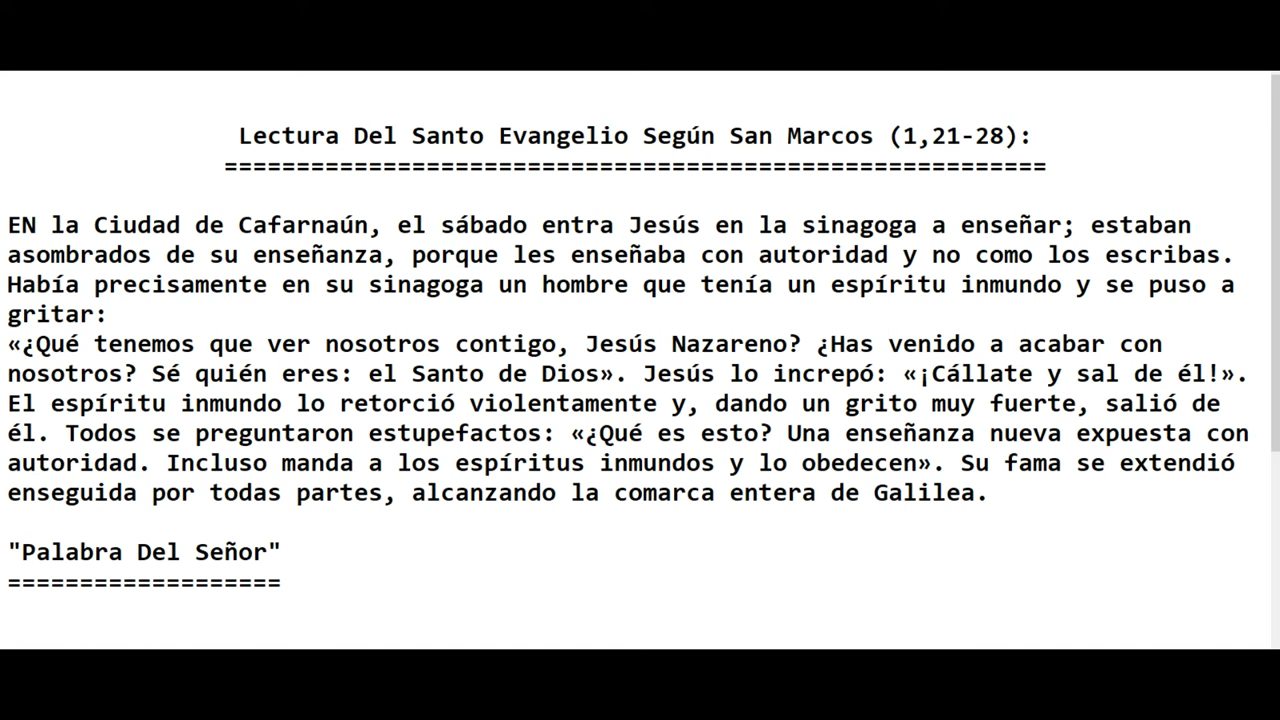 Lectura Del Santo Evangelio Según San Marcos (1,21-28):
=========================================================
EN la Ciudad de Cafarnaún, el sábado entra Jesús en la sinagoga a enseñar; estaban
asombrados de su enseñanza, porque les enseñaba con autoridad y no como los escribas.
Había precisamente en su sinagoga un hombre que tenía un espíritu inmundo y se puso a
gritar:
«¿Qué tenemos que ver nosotros contigo, Jesús Nazareno? ¿Has venido a acabar con
nosotros? Sé quién eres: el Santo de Dios». Jesús lo increpó: «¡Cállate y sal de él!».
El espíritu inmundo lo retorció violentamente y, dando un grito muy fuerte, salió de
él. Todos se preguntaron estupefactos: «¿Qué es esto? Una enseñanza nueva expuesta con
autoridad. Incluso manda a los espíritus inmundos y lo obedecen». Su fama se extendió
enseguida por todas partes, alcanzando la comarca entera de Galilea.
"Palabra Del Señor"
===================